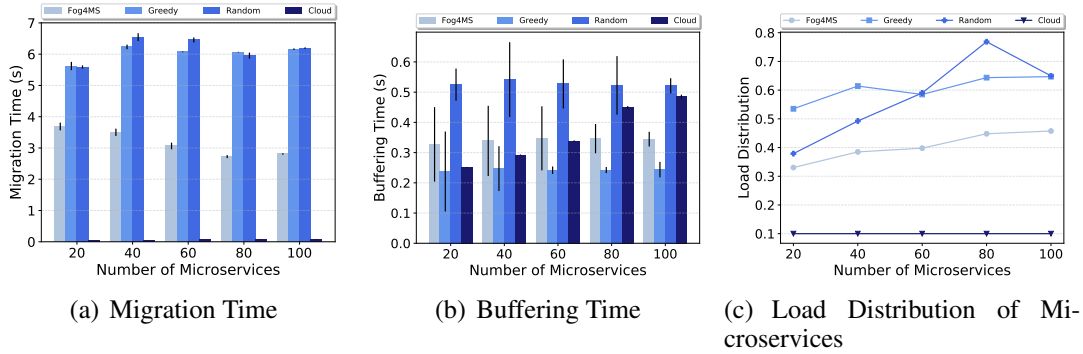 Fog4MS Greedy Random Cloud
7
6
5
4
3
2
1
0
20 40 60 80 100
Migration Time (s)
Number of Microservices
(a) Migration Time
Fog4MS Greedy Random Cloud
0.6
0.5
0.4
0.3
0.2
0.1
0.0
20 40 60 80 100
Buffering Time (s)
Number of Microservices
(b) Buffering Time
Fog4MS Greedy Random Cloud
0.8
0.7
0.6
0.5
0.4
0.3
0.2
0.1
20 40 60 80 100
Load Distribution
Number of Microservices
(c) Load Distribution of Mi-
croservices